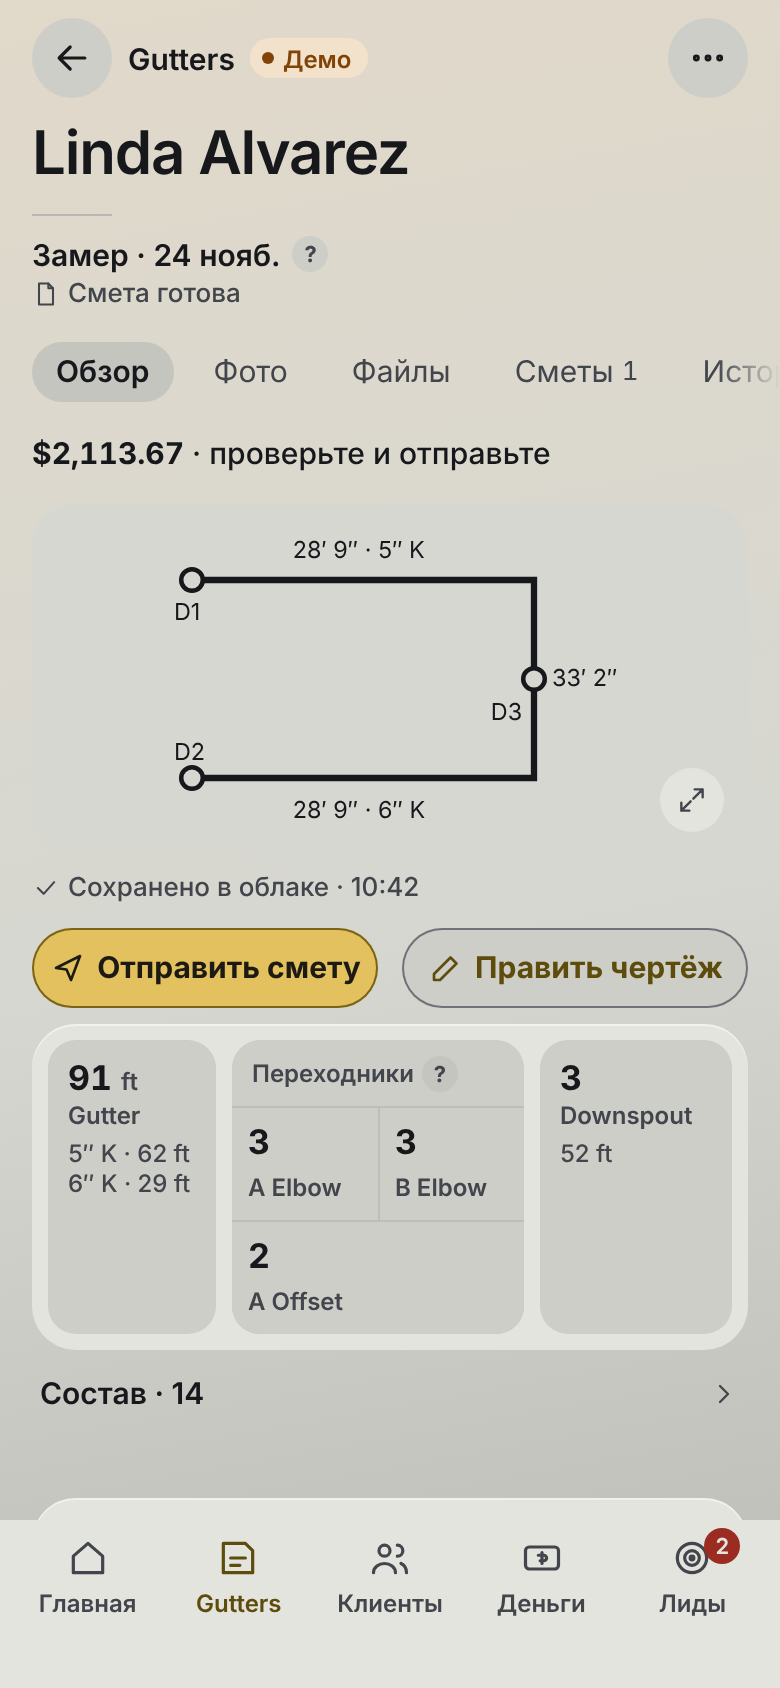 Gutters
Демо
Linda Alvarez
Замер · 24 нояб. ?
Смета готова
Обзор Фото Файлы Сметы 1 Исто
$2,113.67 · проверьте и отправьте
28′ 9″ · 5″ K
D1
33′ 2″
D3
D2
28′ 9″ · 6″ K
Сохранено в облаке · 10:42
Отправить смету
Править чертёж
91 ft
Gutter
5″ K · 62 ft
6″ K · 29 ft
Переходники ?
3
A Elbow
3
B Elbow
2
A Offset
3
Downspout
52 ft
Состав · 14
Главная
Gutters
Клиенты
Деньги
2
Лиды